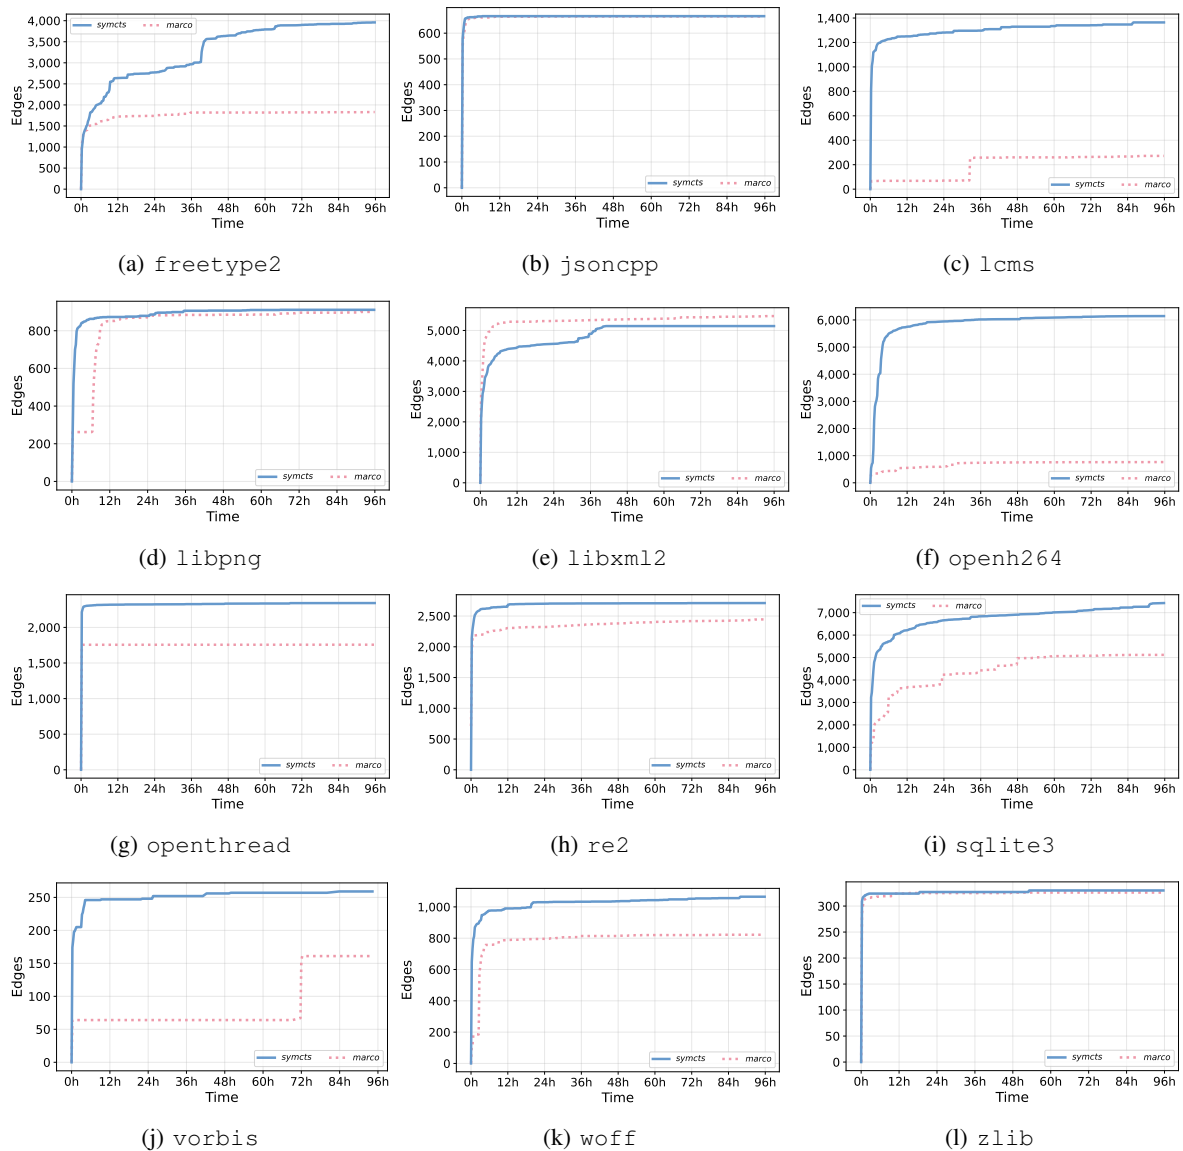 symcts marco
4,000
3,500
3,000
2,500
2,000
1,500
1,000
500
0
Edges
0h 12h 24h 36h 48h 60h 72h 84h 96h
Time
(a) freetype2
600
500
400
300
200
100
0
Edges
symcts marco
0h 12h 24h 36h 48h 60h 72h 84h 96h
Time
(b) jsoncpp
1,400
1,200
1,000
800
600
400
200
0
Edges
symcts marco
0h 12h 24h 36h 48h 60h 72h 84h 96h
Time
(c) lcms
800
600
400
200
0
Edges
symcts marco
0h 12h 24h 36h 48h 60h 72h 84h 96h
Time
(d) libpng
5,000
4,000
3,000
2,000
1,000
0
Edges
symcts marco
0h 12h 24h 36h 48h 60h 72h 84h 96h
Time
(e) libxml2
6,000
5,000
4,000
3,000
2,000
1,000
0
Edges
symcts marco
0h 12h 24h 36h 48h 60h 72h 84h 96h
Time
(f) openh264
2,000
1,500
1,000
500
0
Edges
symcts marco
0h 12h 24h 36h 48h 60h 72h 84h 96h
Time
(g) openthread
2,500
2,000
1,500
1,000
500
0
Edges
symcts marco
0h 12h 24h 36h 48h 60h 72h 84h 96h
Time
(h) re2
symcts marco
7,000
6,000
5,000
4,000
3,000
2,000
1,000
0
Edges
0h 12h 24h 36h 48h 60h 72h 84h 96h
Time
(i) sqlite3
250
200
150
100
50
0
Edges
symcts marco
0h 12h 24h 36h 48h 60h 72h 84h 96h
Time
(j) vorbis
1,000
800
600
400
200
0
Edges
symcts marco
0h 12h 24h 36h 48h 60h 72h 84h 96h
Time
(k) woff
300
250
200
150
100
50
0
Edges
symcts marco
0h 12h 24h 36h 48h 60h 72h 84h 96h
Time
(l) zlib